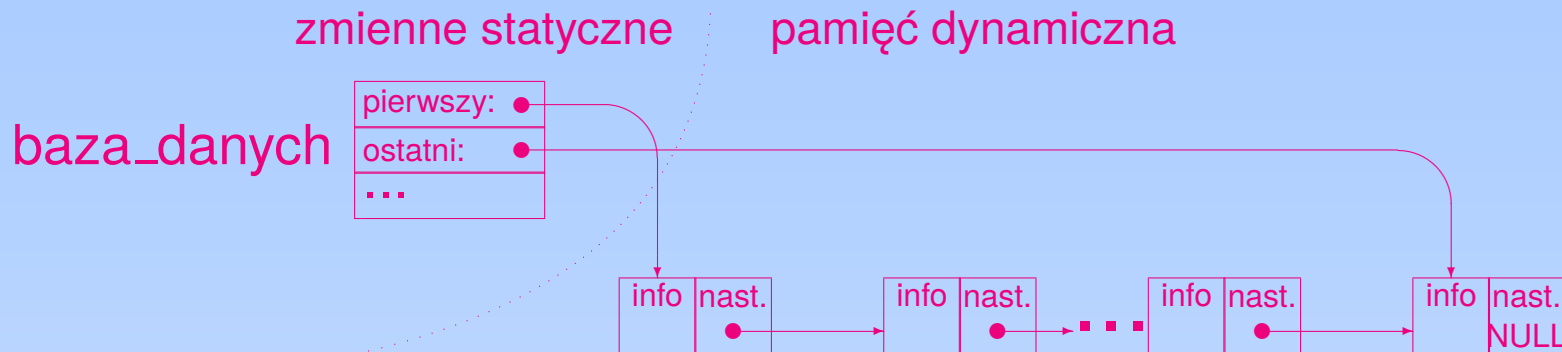 zmienne statyczne pamięć dynamiczna
baza_danych
pierwszy:
ostatni:
...
info nast. info nast. ... info nast. info nast.
NULL